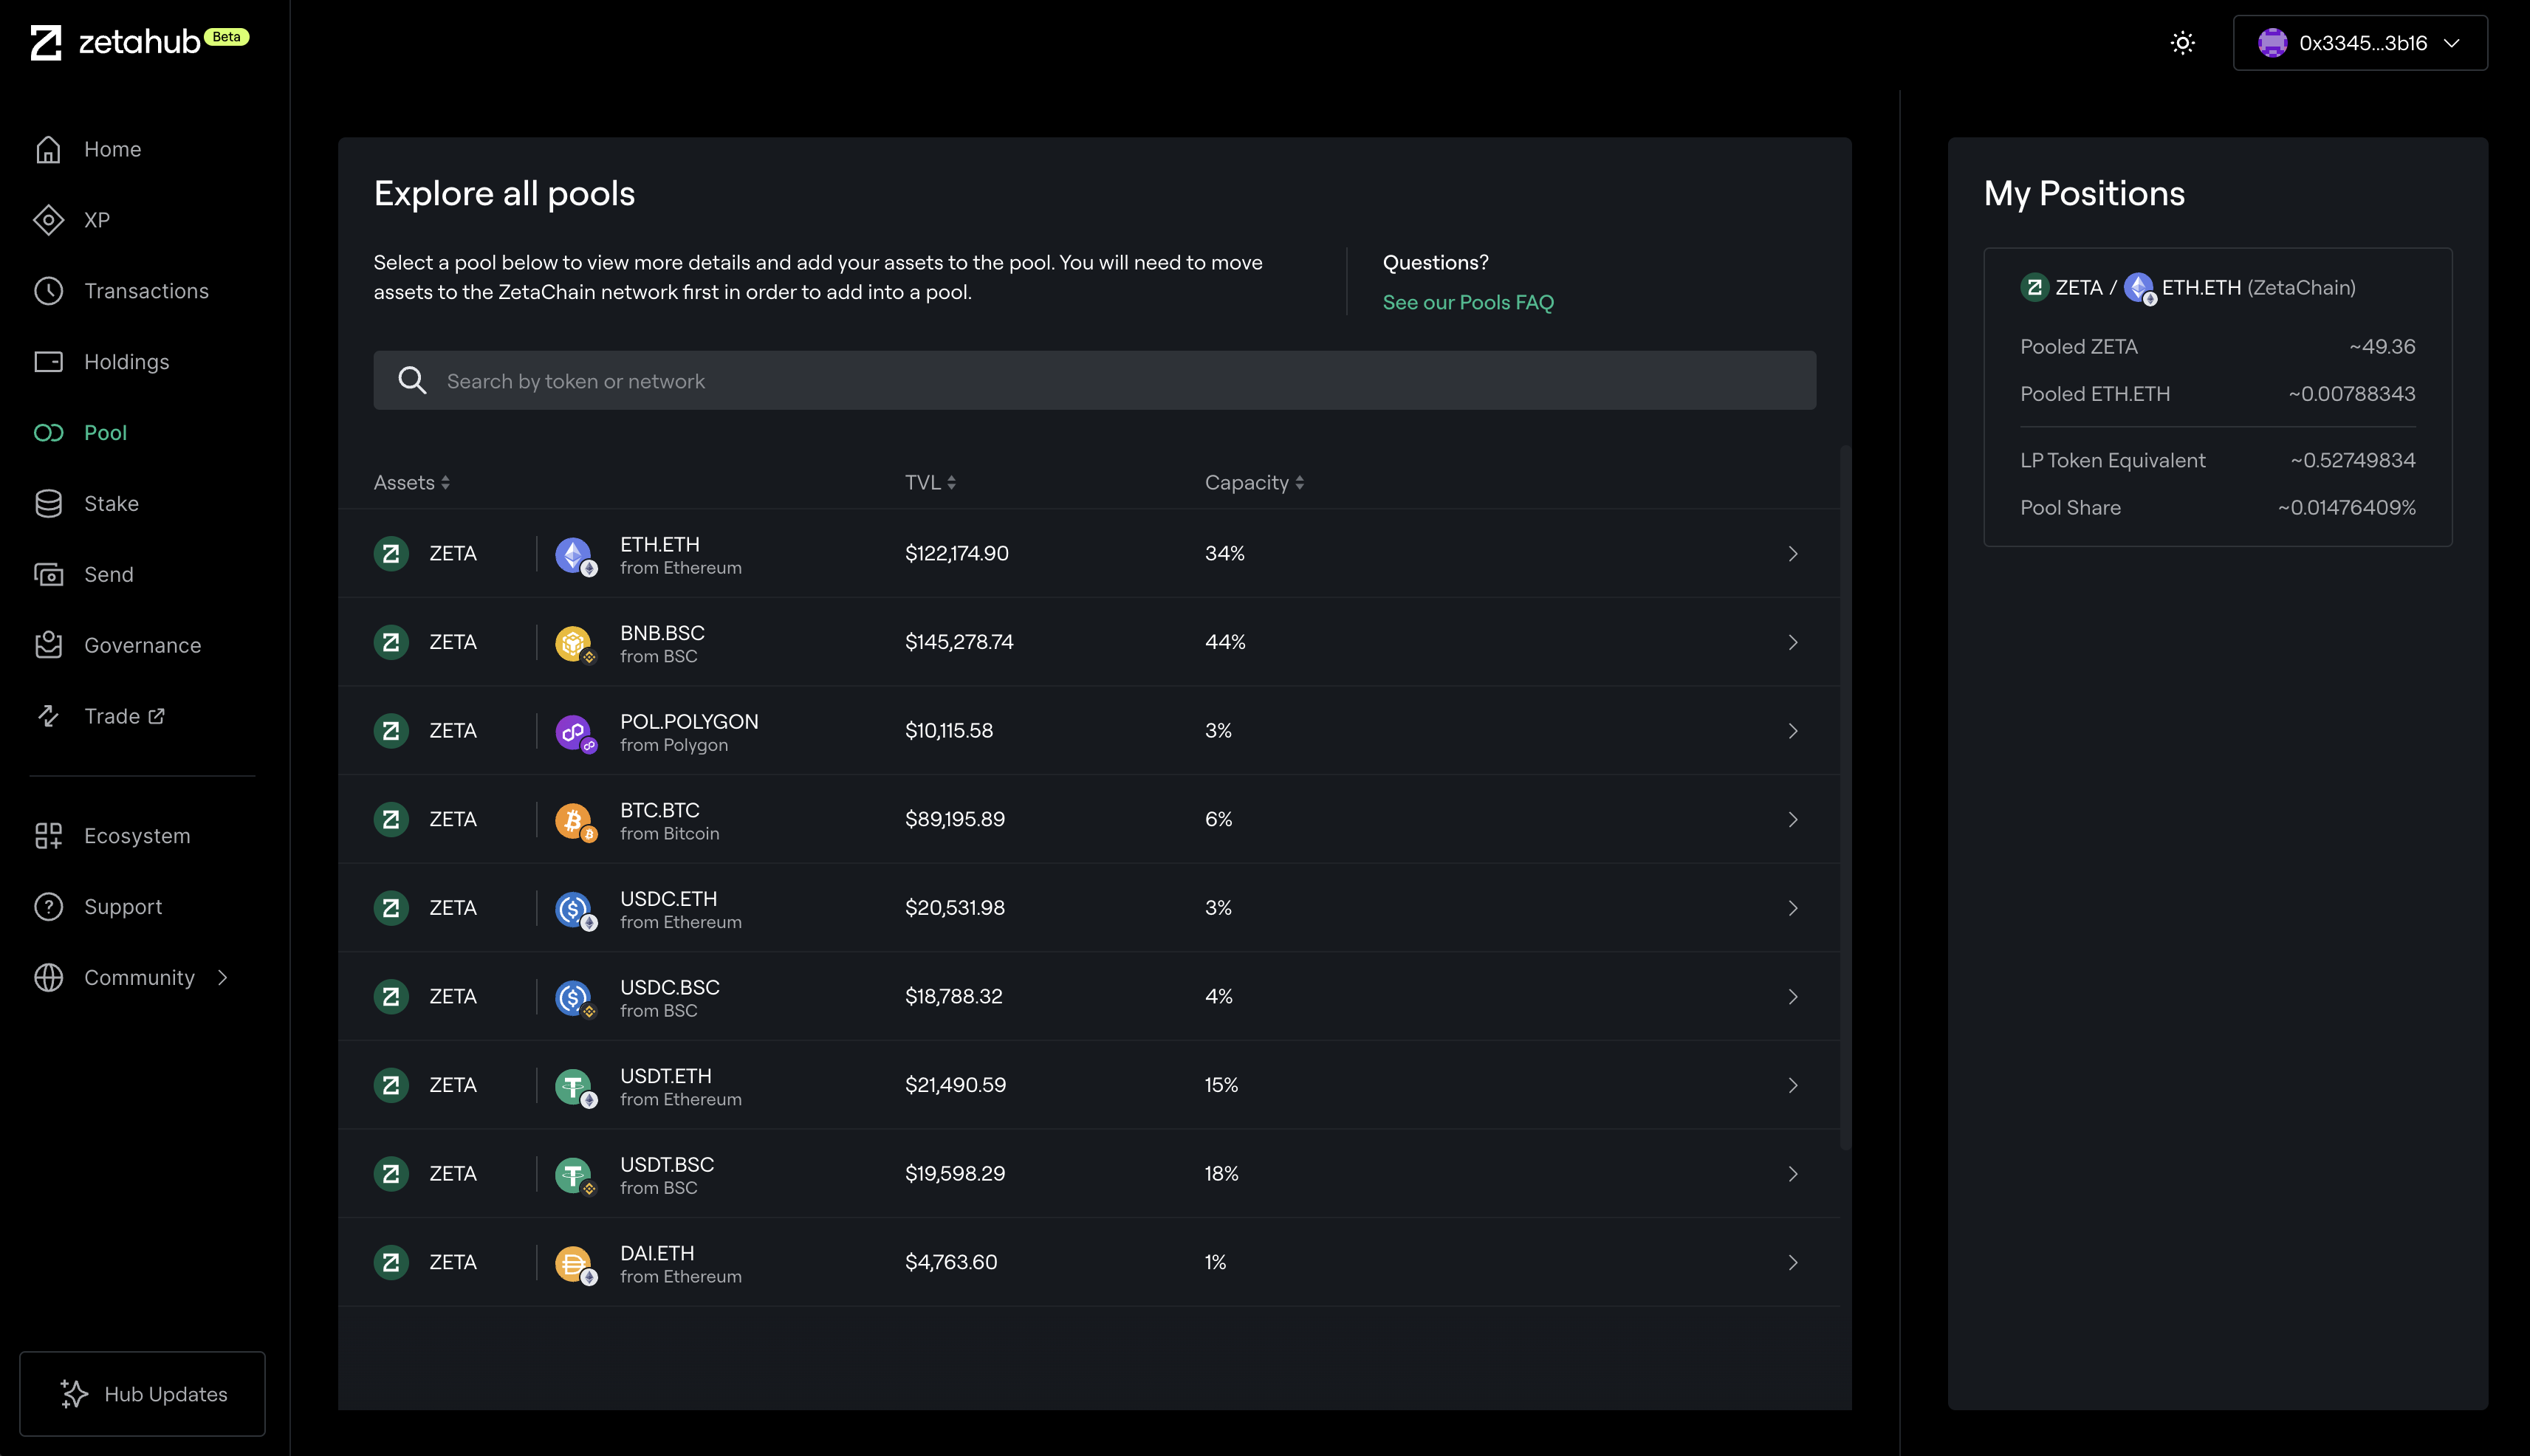 zetahub Beta
0x3345...3b16
Home
XP
Transactions
Holdings
Pool
Stake
Send
Governance
Trade
Ecosystem
Support
Community
Hub Updates
Explore all pools
Select a pool below to view more details and add your assets to the pool. You will need to move
assets to the ZetaChain network first in order to add into a pool.
Questions?
See our Pools FAQ
Search by token or network
Assets TVL Capacity
ZETA ETH.ETH $122,174.90 34%
from Ethereum
ZETA BNB.BSC $145,278.74 44%
from BSC
ZETA POL.POLYGON $10,115.58 3%
from Polygon
ZETA BTC.BTC $89,195.89 6%
from Bitcoin
ZETA USDC.ETH $20,531.98 3%
from Ethereum
ZETA USDC.BSC $18,788.32 4%
from BSC
ZETA USDT.ETH $21,490.59 15%
from Ethereum
ZETA USDT.BSC $19,598.29 18%
from BSC
ZETA DAI.ETH $4,763.60 1%
from Ethereum
My Positions
ZETA / ETH.ETH (ZetaChain)
Pooled ZETA ~49.36
Pooled ETH.ETH ~0.00788343
LP Token Equivalent ~0.52749834
Pool Share ~0.01476409%